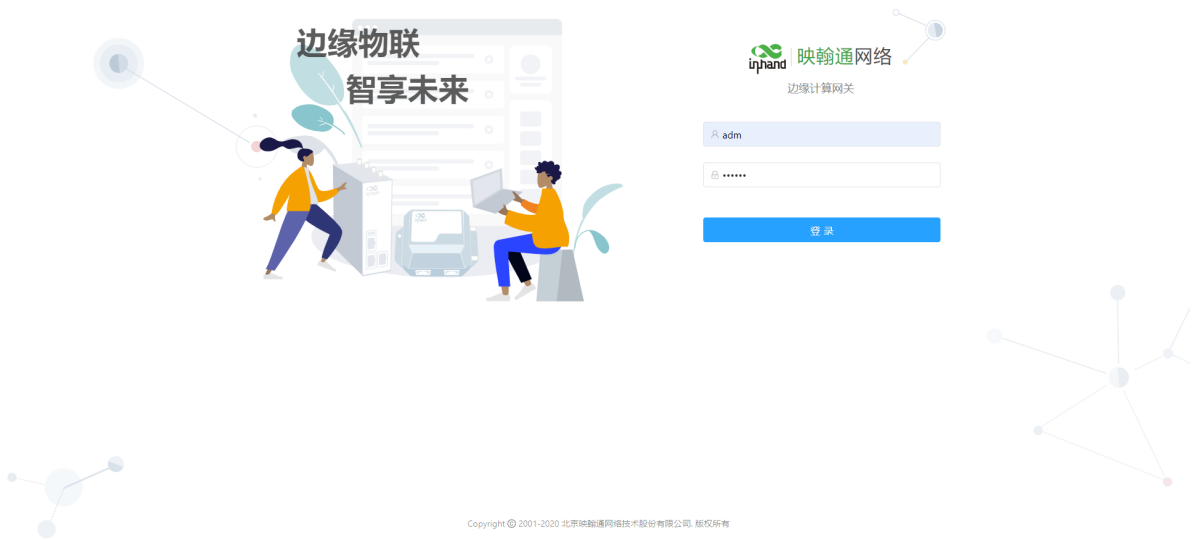 边缘物联
智享未来
inhand 映翰通网络
边缘计算网关
adm
••••••
登 录
Copyright © 2001-2020 北京映翰通网络技术股份有限公司. 版权所有